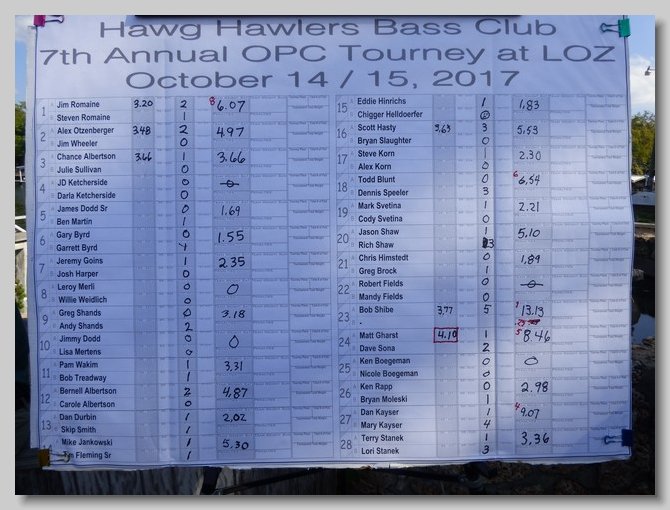 Hawg Hawlers Bass Club
7th Annual OPC Tourney at LOZ
October 14 / 15, 2017
1 Jim Romaine 3.20 2 8 6.07
Steven Romaine 1
2 Alex Otzenberger 3.48 2 4.97
Jim Wheeler 0
3 Chance Albertson 3.66 1 3.66
Julie Sullivan 0
4 JD Ketcherside 0 0
Darla Ketcherside 0
5 James Dodd Sr 0 1.69
Ben Martin 1
6 Gary Byrd 0 1.55
Garrett Byrd
7 Jeremy Goins 1 2.35
Josh Harper 0
8 Leroy Merli 0 0
Willie Weidlich 0
9 Greg Shands 0 3.18
Andy Shands 2
10 Jimmy Dodd 0 0
Lisa Mertens 0
11 Pam Wakim 1 3.31
Bob Treadway 1
12 Bernell Albertson 2 4.87
Carole Albertson 0
13 Dan Durbin 1 2.02
Skip Smith 1
Mike Jankowski 1 5.30
Tim Fleming Sr 1
15 Eddie Hinrichs 1 1.83
Chigger Helldoerfer
16 Scott Hasty 3.63 3 5.53
Bryan Slaughter 0
17 Steve Korn 1 2.30
Alex Korn 0
18 Todd Blunt 0 6 6.54
Dennis Speeler 3
19 Mark Svetina 1 2.21
Cody Svetina 0
20 Jason Shaw 1 5.10
Rich Shaw 3
21 Chris Himstedt 0 1.89
Greg Brock 1
22 Robert Fields 0 0
Mandy Fields 0
23 Bob Shibe 3.77 5 1 13.13
-
24 Matt Gharst 4.10 1 5 8.46
Dave Sona 2
25 Ken Boegeman 0 0
Nicole Boegeman 0
26 Ken Rapp 0 2.98
Bryan Moleski 1
27 Dan Kayser 1 4 9.07
Mary Kayser 4
28 Terry Stanek 1 3.36
Lori Stanek 3